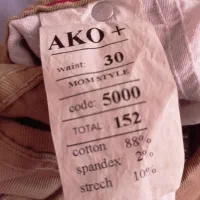 AKO +
waist: 30
MOM STYLE
code: 5000
TOTAL 152
cotton 88%
spandex 2%
strech 10%